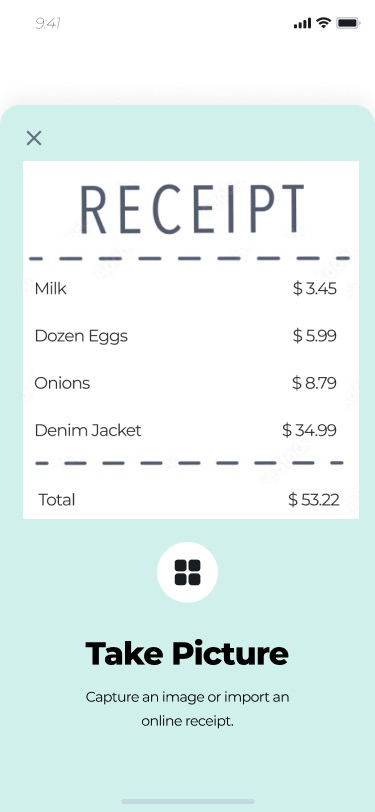 9:41
RECEIPT
Milk $ 3.45
Dozen Eggs $ 5.99
Onions $ 8.79
Denim Jacket $ 34.99
Total $ 53.22
Take Picture
Capture an image or import an
online receipt.